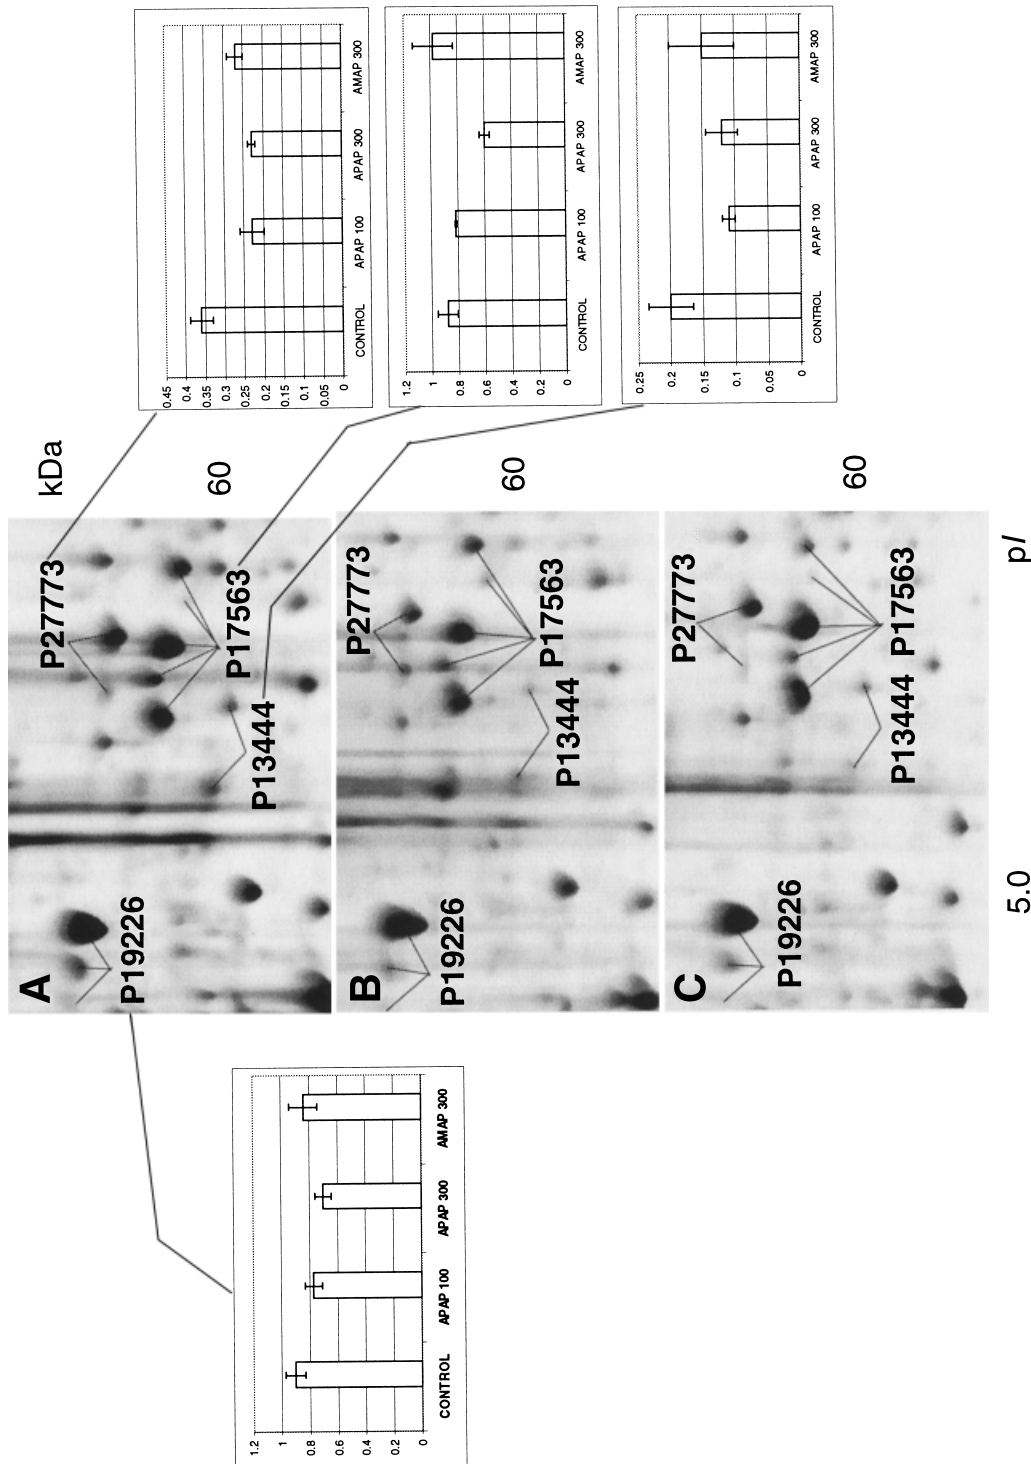 0.45
0.4
0.35
0.3
0.25
0.2
0.15
0.1
0.05
0
CONTROL
APAP 100
APAP 300
AMAP 300
1.2
1
0.8
0.6
0.4
0.2
0
CONTROL
APAP 100
APAP 300
AMAP 300
0.25
0.2
0.15
0.1
0.05
0
CONTROL
APAP 100
APAP 300
AMAP 300
kDa
60
60
60
A
P19226
P27773
P17563
P13444
B
P19226
P27773
P17563
P13444
C
P19226
P27773
P17563
P13444
5.0
pI
1.2
1
0.8
0.6
0.4
0.2
0
CONTROL
APAP 100
APAP 300
AMAP 300